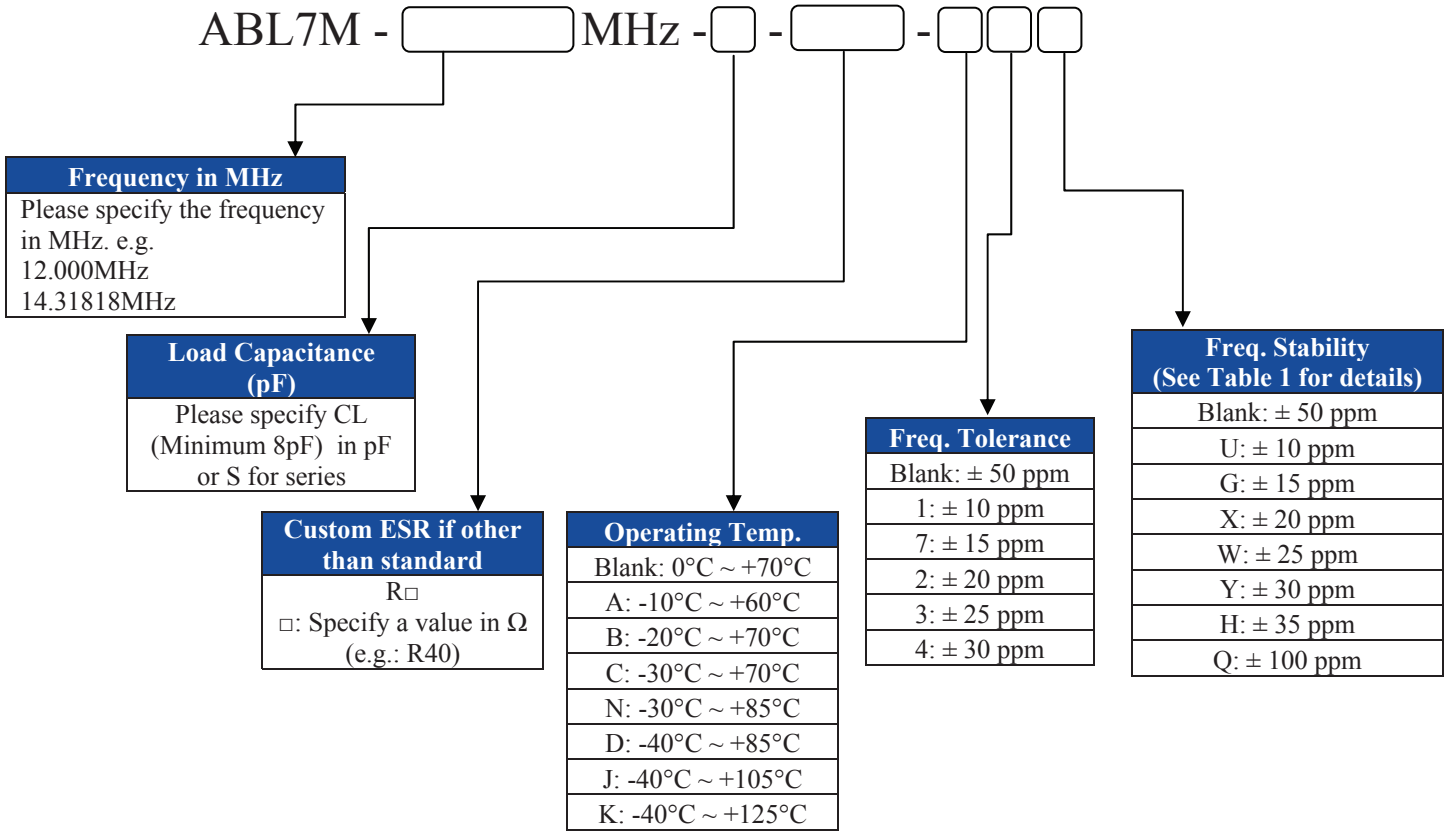 ABL7M - MHz - - -
Frequency in MHz
Please specify the frequency
in MHz. e.g.
12.000MHz
14.31818MHz
Load Capacitance
(pF)
Please specify CL
(Minimum 8pF) in pF
or S for series
Custom ESR if other
than standard
R□
□: Specify a value in Ω
(e.g.: R40)
Operating Temp.
Blank: 0°C ~ +70°C
A: -10°C ~ +60°C
B: -20°C ~ +70°C
C: -30°C ~ +70°C
N: -30°C ~ +85°C
D: -40°C ~ +85°C
J: -40°C ~ +105°C
K: -40°C ~ +125°C
Freq. Tolerance
Blank: ± 50 ppm
1: ± 10 ppm
7: ± 15 ppm
2: ± 20 ppm
3: ± 25 ppm
4: ± 30 ppm
Freq. Stability
(See Table 1 for details)
Blank: ± 50 ppm
U: ± 10 ppm
G: ± 15 ppm
X: ± 20 ppm
W: ± 25 ppm
Y: ± 30 ppm
H: ± 35 ppm
Q: ± 100 ppm